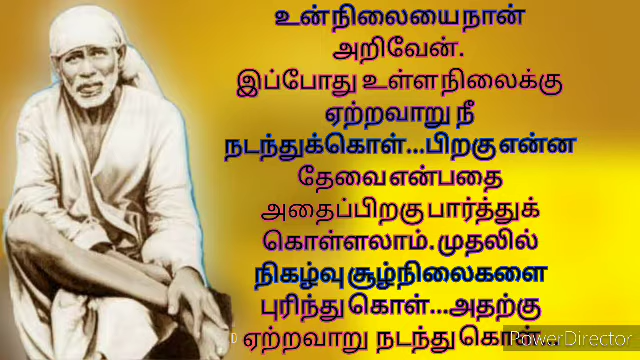 உன் நிலையை நான்
அறிவேன்.
இப்போது உள்ள நிலைக்கு
ஏற்றவாறு நீ
நடந்துக்கொள்...பிறகு என்ன
தேவை என்பதை
அதைப்பிறகு பார்த்துக்
கொள்ளலாம். முதலில்
நிகழ்வு சூழ்நிலைகளை
புரிந்து கொள்...அதற்கு
ஏற்றவாறு நடந்து கொள்...
PowerDirector